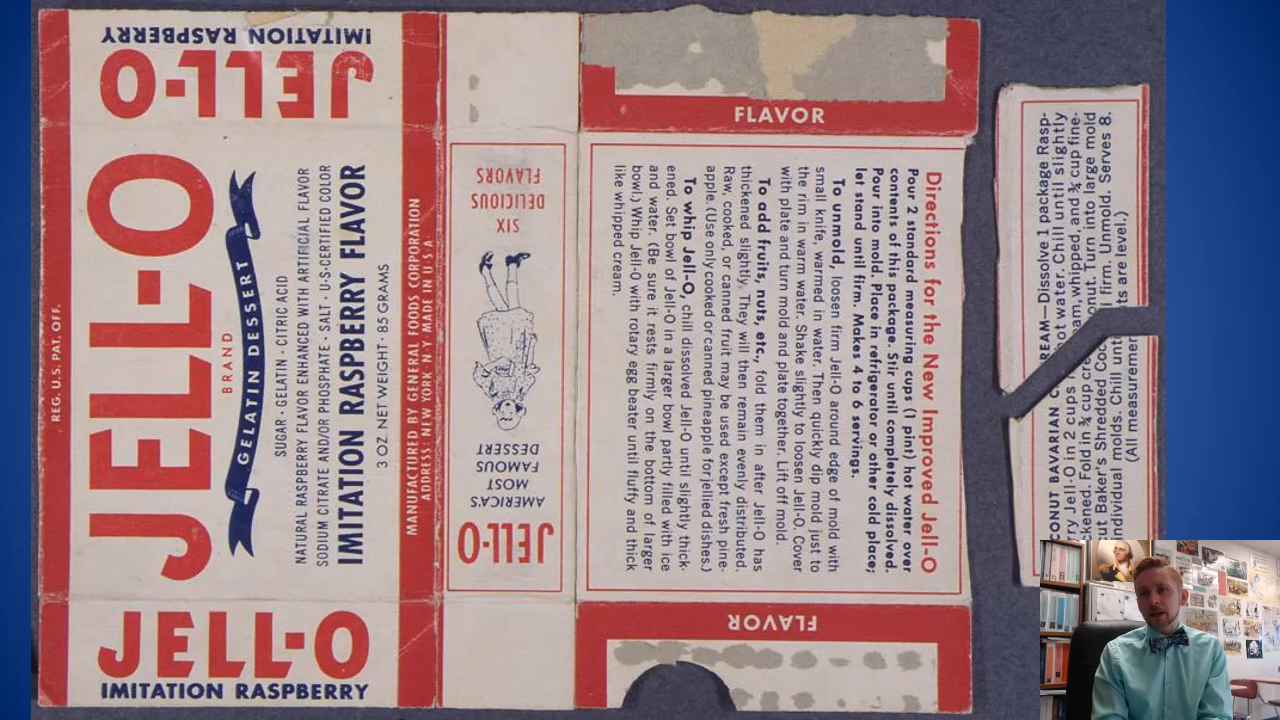 IMITATION RASPBERRY
JELL-O
REG. U.S. PAT. OFF.
JELL-O
BRAND
GELATIN DESSERT
SUGAR · GELATIN · CITRIC ACID
NATURAL RASPBERRY FLAVOR ENHANCED WITH ARTIFICIAL FLAVOR
SODIUM CITRATE AND/OR PHOSPHATE · SALT · U·S·CERTIFIED COLOR
IMITATION RASPBERRY FLAVOR
3 OZ. NET WEIGHT · 85 GRAMS
JELL-O
IMITATION RASPBERRY
MANUFACTURED BY GENERAL FOODS CORPORATION
ADDRESS: NEW YORK · N·Y· MADE IN U·S·A·
JELL-O
AMERICA'S
MOST
FAMOUS
DESSERT
SIX
DELICIOUS
FLAVORS
FLAVOR
Directions for the New Improved Jell-O
Pour 2 standard measuring cups (1 pint) hot water over
contents of this package. Stir until completely dissolved.
Pour into mold. Place in refrigerator or other cold place;
let stand until firm. Makes 4 to 6 servings.
To unmold, loosen firm Jell-O around edge of mold with
small knife, warmed in water. Then quickly dip mold just to
the rim in warm water. Shake slightly to loosen Jell-O. Cover
with plate and turn mold and plate together. Lift off mold.
To add fruits, nuts, etc., fold them in after Jell-O has
thickened slightly. They will then remain evenly distributed.
Raw, cooked, or canned fruit may be used except fresh pine-
apple. (Use only cooked or canned pineapple for jellied dishes.)
To whip Jell-O, chill dissolved Jell-O until slightly thick-
ened. Set bowl of Jell-O in a larger bowl partly filled with ice
and water. (Be sure it rests firmly on the bottom of larger
bowl.) Whip Jell-O with rotary egg beater until fluffy and thick
like whipped cream.
FLAVOR
CONUT BAVARIAN C REAM—Dissolve 1 package Rasp-
ry Jell-O in 2 cups ot water. Chill until slightly
ckened. Fold in ¾ cup cre am, whipped, and ¾ cup fine-
cut Baker's Shredded Coc onut. Turn into large mold
individual molds. Chill unt l firm. Unmold. Serves 8.
(All measuremen ts are level.)